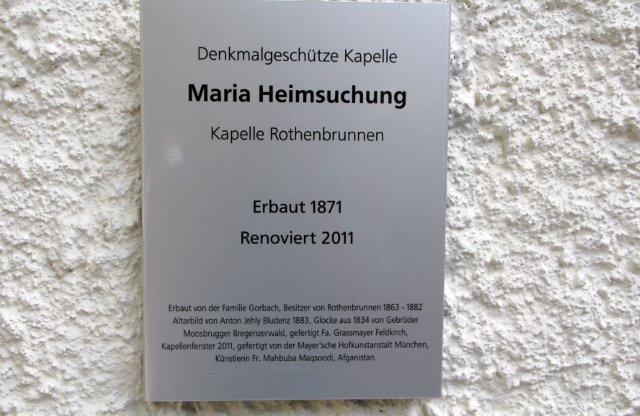 Denkmalgeschütze Kapelle
Maria Heimsuchung
Kapelle Rothenbrunnen
Erbaut 1871
Renoviert 2011
Erbaut von der Familie Gorbach, Besitzer von Rothenbrunnen 1863 - 1882
Altarbild von Anton Jehly Bludenz 1883, Glocke aus 1834 von Gebrüder
Moosbrugger Bregenzerwald, gefertigt Fa. Grassmayer Feldkirch,
Kapellenfenster 2011, gefertigt von der Mayer'sche Hofkunstanstalt München,
Künstlerin Fr. Mahbuba Maqsoodi, Afganistan.